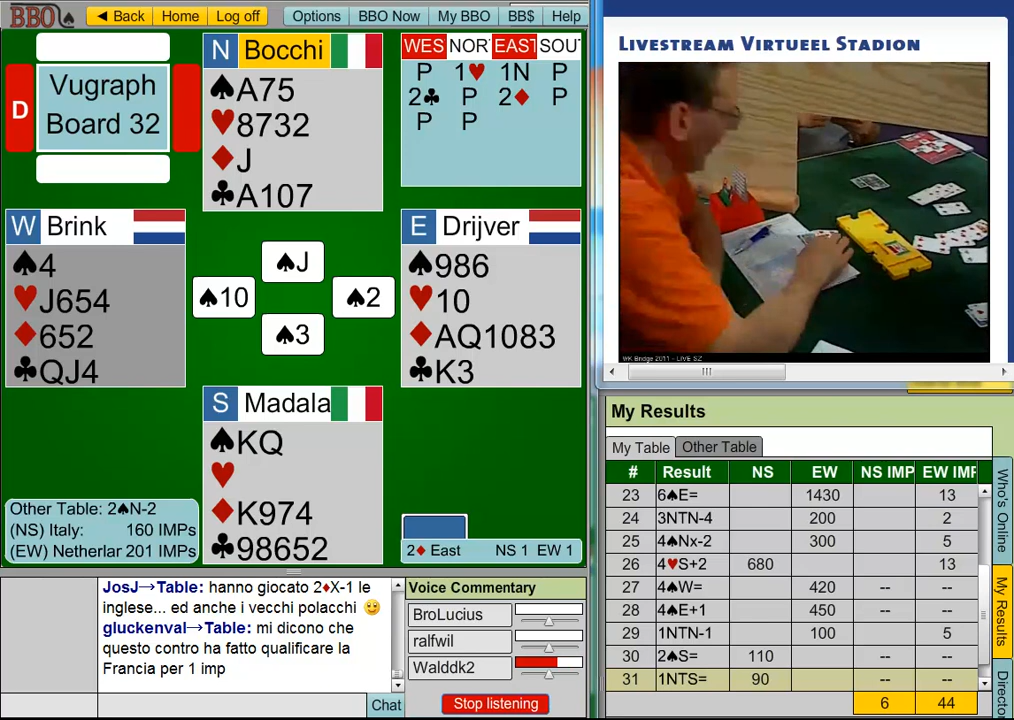 BBO
◄ Back Home Log off Options BBO Now My BBO BB$ Help
D
Vugraph
Board 32
N Bocchi
♠A75
♥8732
♦J
♣A107
WES NOR EAST SOUT
P 1♥ 1N P
2♣ P 2♦ P
P P
W Brink
♠4
♥J654
♦652
♣QJ4
♠J
♠10
♠2
♠3
E Drijver
♠986
♥10
♦AQ1083
♣K3
S Madala
♠KQ
♥
♦K974
♣98652
Other Table: 2♠N-2
(NS) Italy: 160 IMPs
(EW) Netherlar 201 IMPs
2♦ East NS 1 EW 1
JosJ→Table: hanno giocato 2♦X-1 le
inglese... ed anche i vecchi polacchi
gluckenval→Table: mi dicono che
questo contro ha fatto qualificare la
Francia per 1 imp
Chat
Voice Commentary
BroLucius
ralfwil
Walddk2
Stop listening
Livestream Virtueel Stadion
WK Bridge 2011 - LIVE SZ
My Results
My Table Other Table
# Result NS EW NS IMP EW IMF
23 6♠E= 1430 13
24 3NTN-4 200 2
25 4♠Nx-2 300 5
26 4♥S+2 680 13
27 4♠W= 420 -- --
28 4♠E+1 450 -- --
29 1NTN-1 100 5
30 2♠S= 110 -- --
31 1NTS= 90 -- --
6 44
Who's Online
My Results
Director